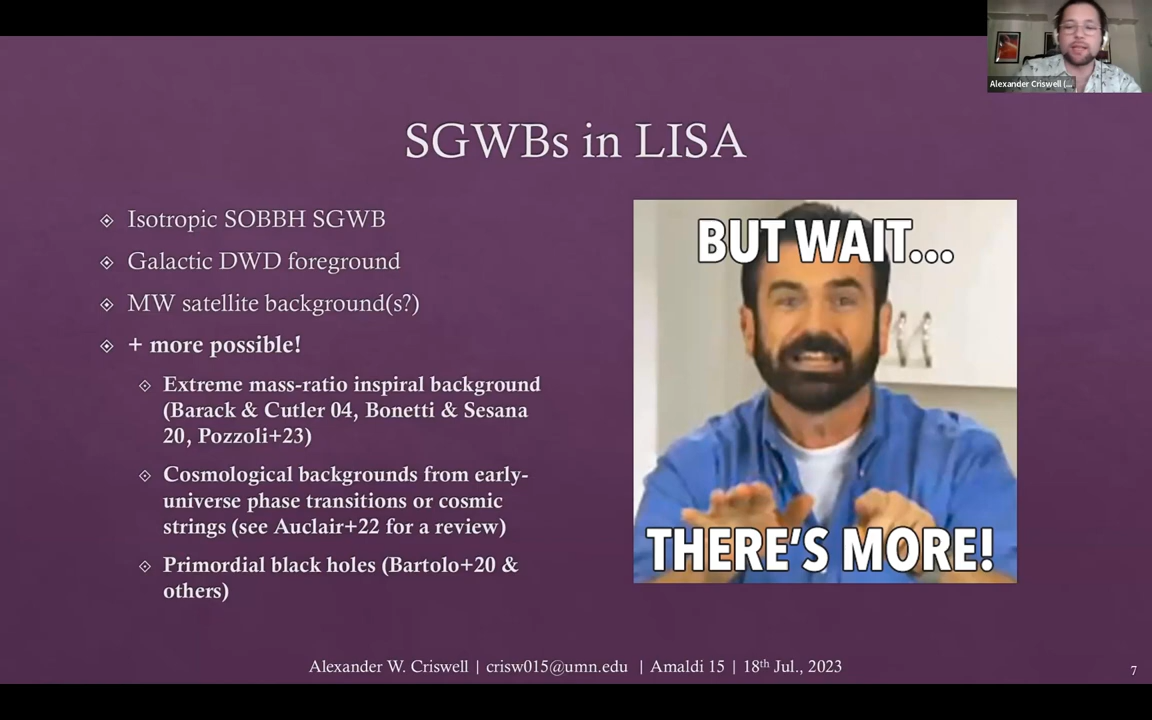 Alexander Criswell (...
SGWBs in LISA
Isotropic SOBBH SGWB
Galactic DWD foreground
MW satellite background(s?)
+ more possible!
Extreme mass-ratio inspiral background
(Barack & Cutler 04, Bonetti & Sesana
20, Pozzoli+23)
Cosmological backgrounds from early-
universe phase transitions or cosmic
strings (see Auclair+22 for a review)
Primordial black holes (Bartolo+20 &
others)
BUT WAIT...
THERE'S MORE!
Alexander W. Criswell | crisw015@umn.edu | Amaldi 15 | 18th Jul., 2023
7